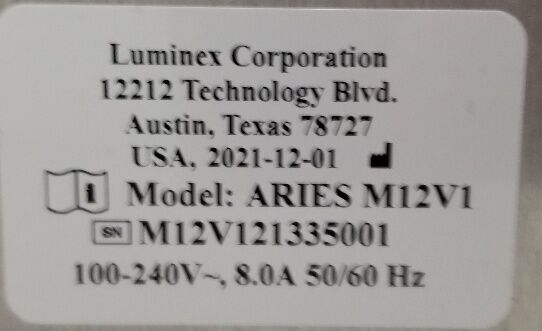 Luminex Corporation
12212 Technology Blvd.
Austin, Texas 78727
USA, 2021-12-01
i Model: ARIES M12V1
SN M12V121335001
100-240V~, 8.0A 50/60 Hz